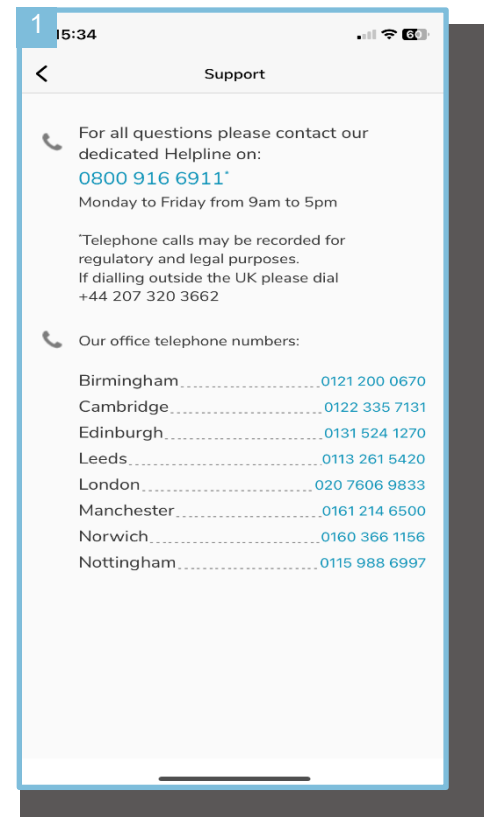 1
15:34
60
Support
For all questions please contact our
dedicated Helpline on:
0800 916 6911*
Monday to Friday from 9am to 5pm
*Telephone calls may be recorded for
regulatory and legal purposes.
If dialling outside the UK please dial
+44 207 320 3662
Our office telephone numbers:
Birmingham 0121 200 0670
Cambridge 0122 335 7131
Edinburgh 0131 524 1270
Leeds 0113 261 5420
London 020 7606 9833
Manchester 0161 214 6500
Norwich 0160 366 1156
Nottingham 0115 988 6997